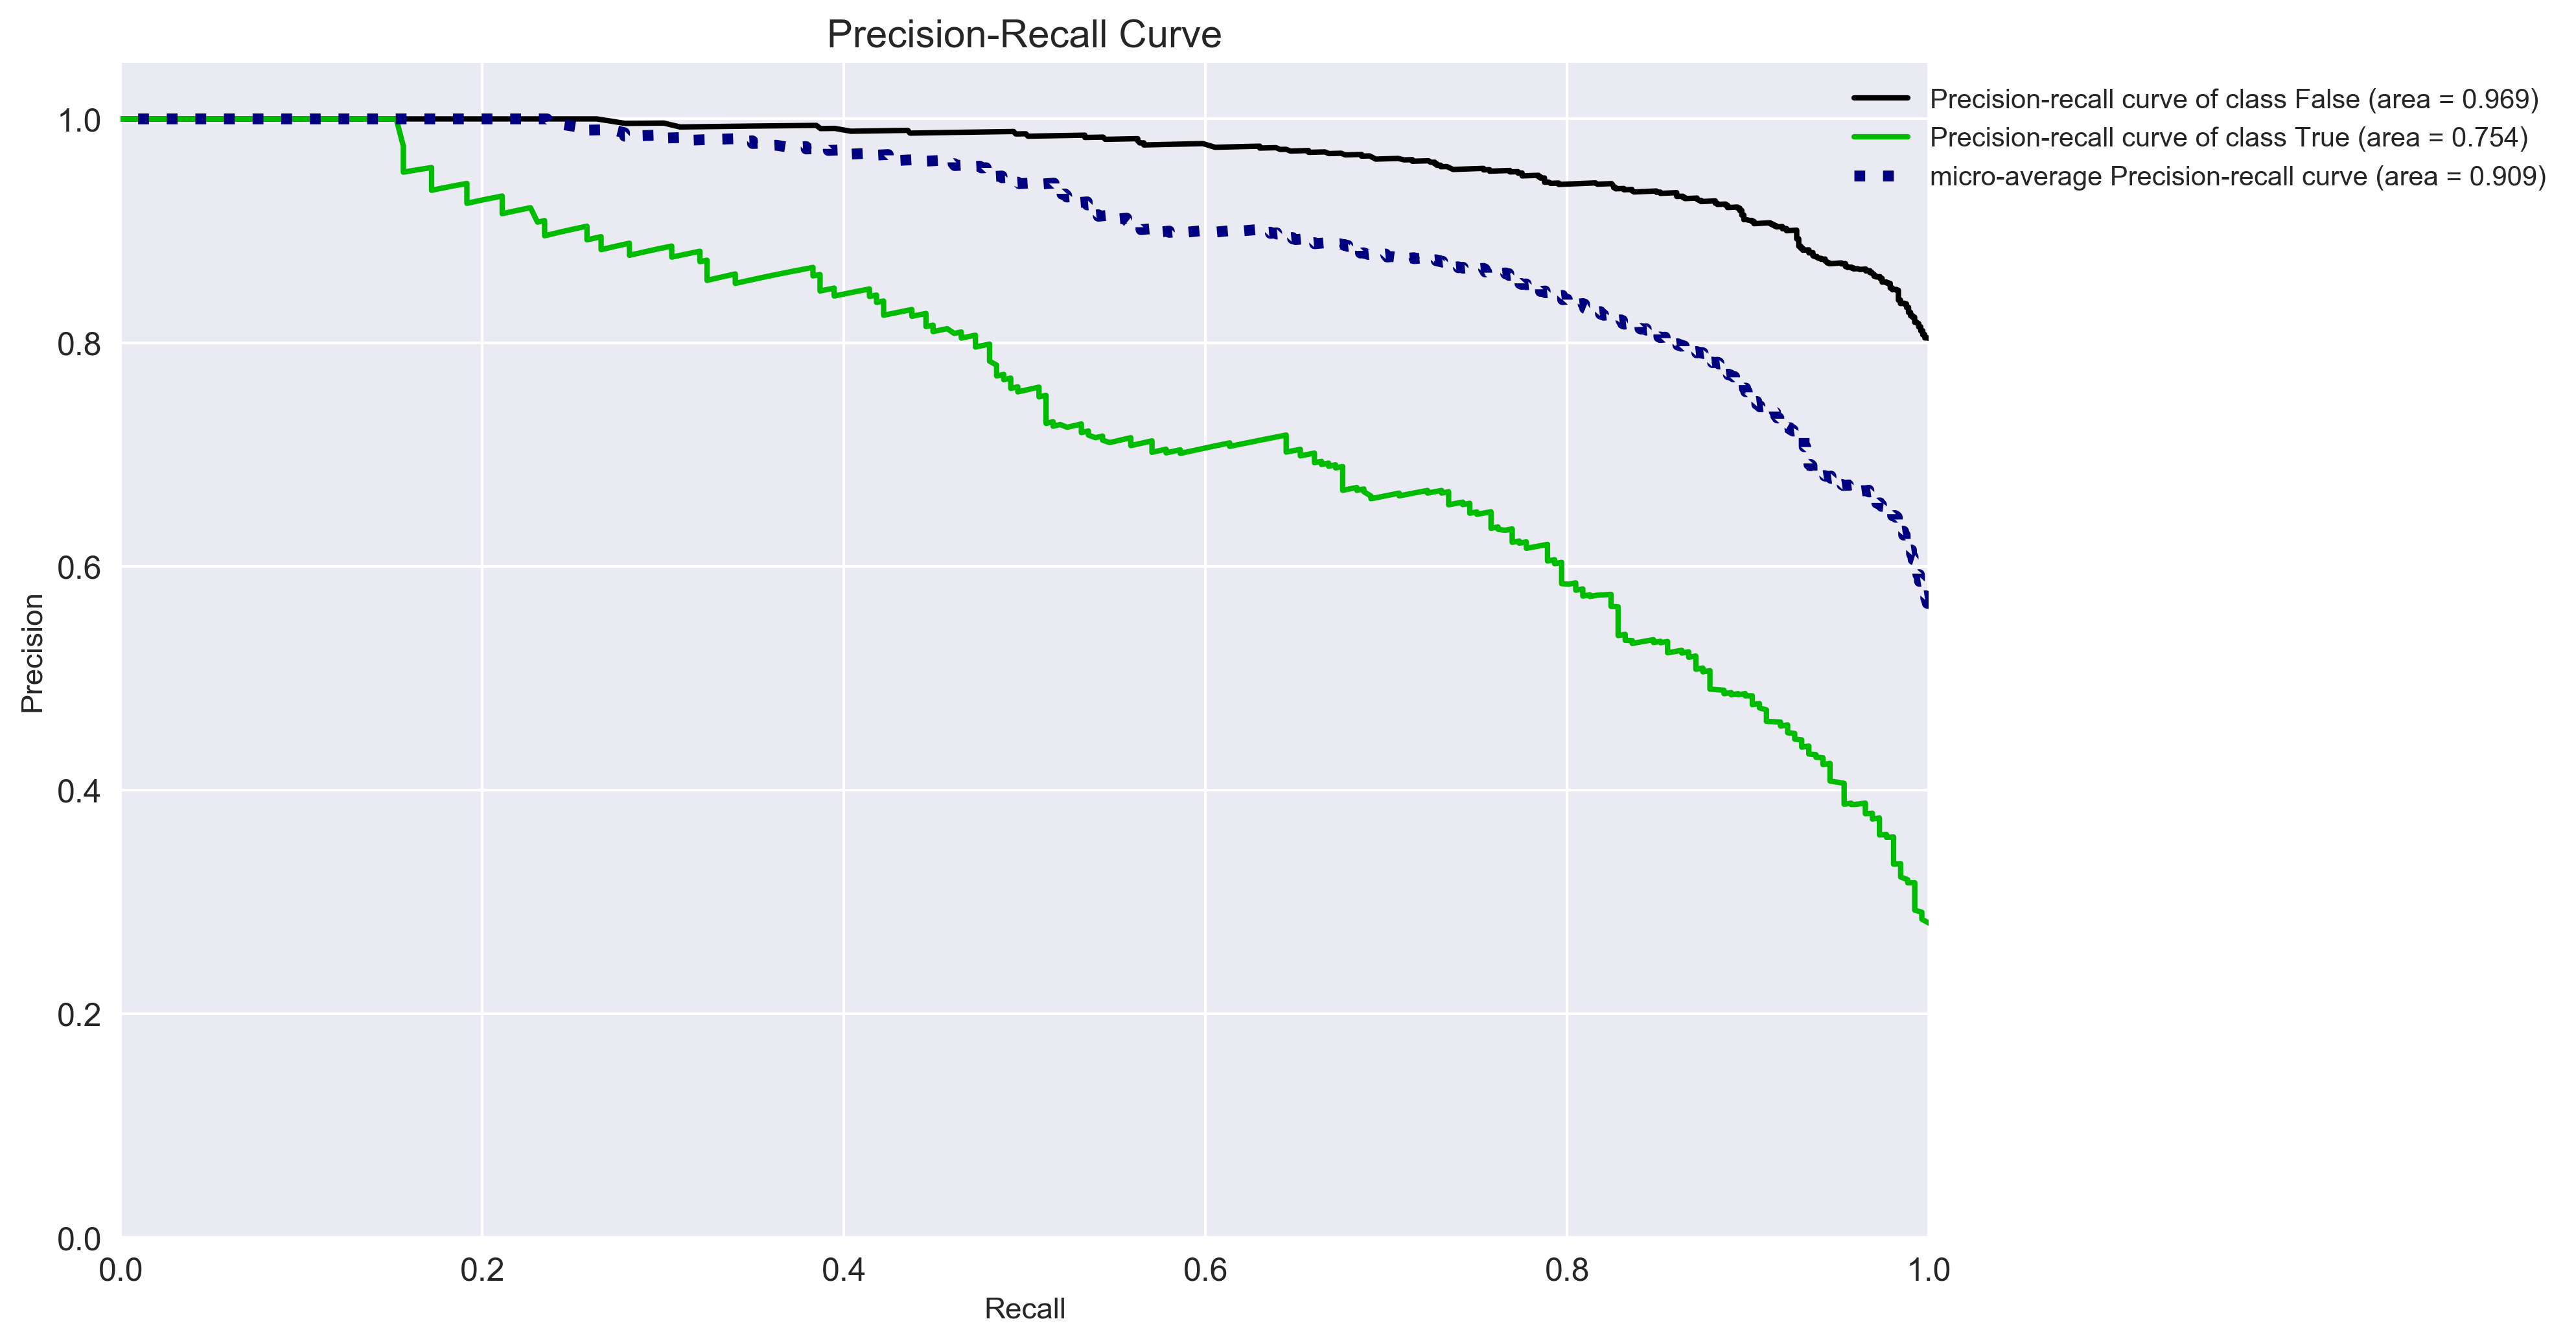 Precision-Recall Curve
Precision-recall curve of class False (area = 0.969)
Precision-recall curve of class True (area = 0.754)
micro-average Precision-recall curve (area = 0.909)
1.0
0.8
0.6
0.4
0.2
0.0
Precision
0.0 0.2 0.4 0.6 0.8 1.0
Recall